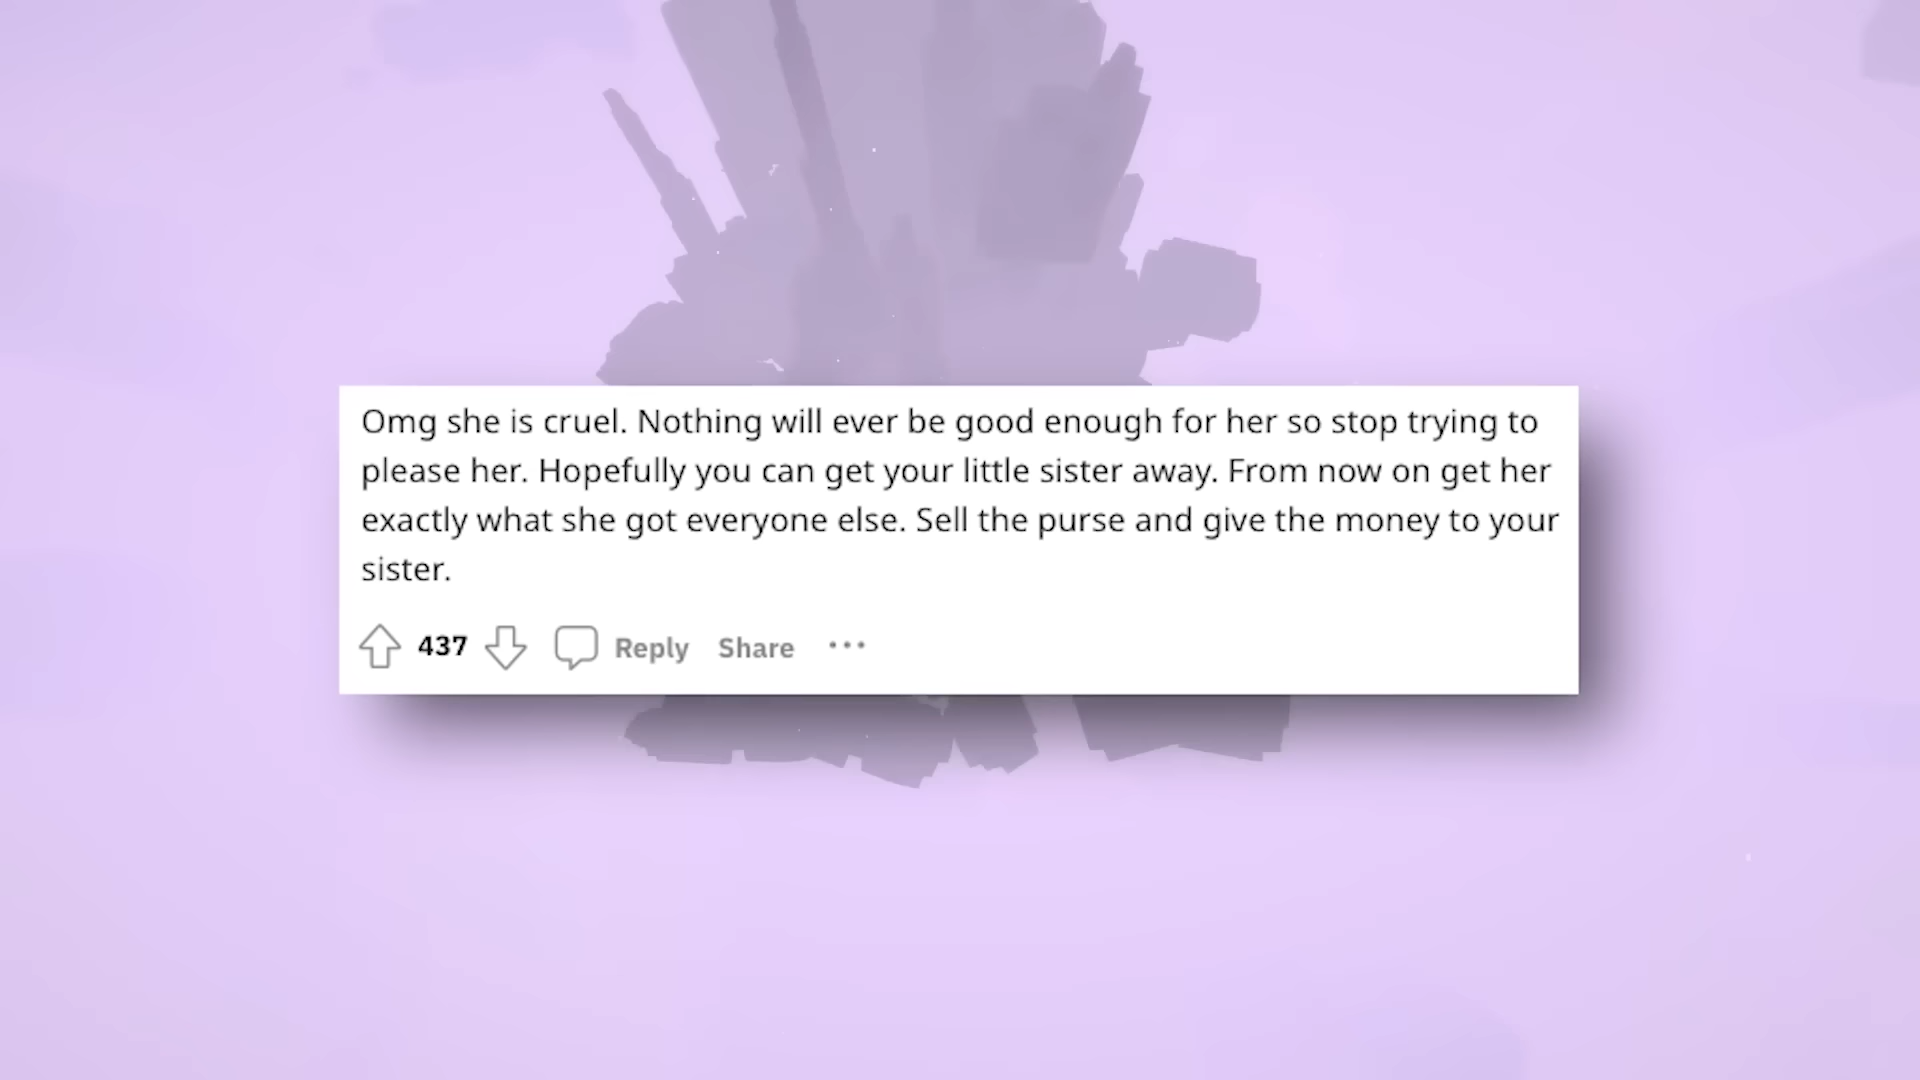 Omg she is cruel. Nothing will ever be good enough for her so stop trying to
please her. Hopefully you can get your little sister away. From now on get her
exactly what she got everyone else. Sell the purse and give the money to your
sister.
437 Reply Share ···